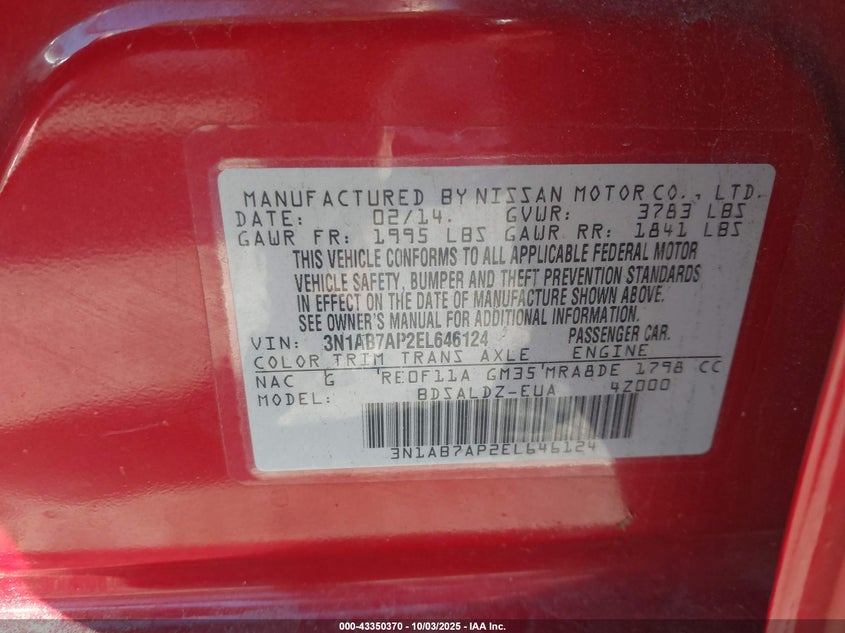 MANUFACTURED BY NISSAN MOTOR CO., LTD.
DATE: 02/14. GVWR: 3783 LBS
GAWR FR: 1995 LBS GAWR RR: 1841 LBS
THIS VEHICLE CONFORMS TO ALL APPLICABLE FEDERAL MOTOR
VEHICLE SAFETY, BUMPER AND THEFT PREVENTION STANDARDS
IN EFFECT ON THE DATE OF MANUFACTURE SHOWN ABOVE.
SEE OWNER'S MANUAL FOR ADDITIONAL INFORMATION.
VIN: 3N1AB7AP2EL646124 PASSENGER CAR.
COLOR TRIM TRANS AXLE ENGINE
NAC G RE0F11A GM35 MRA8DE 1798 CC
MODEL: BDSALDZ-EUA 4Z000
3N1AB7AP2EL646124
000-43350370 | 10/03/2025 - IAA Inc.